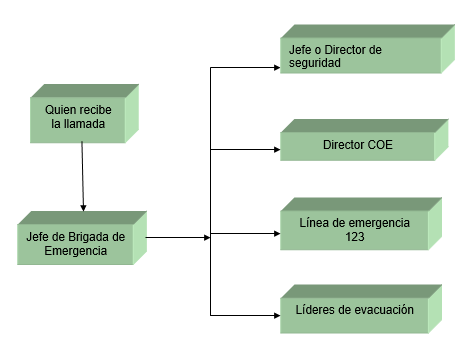 Jefe o Director de
seguridad
Quien recibe
la llamada
Director COE
Jefe de Brigada de
Emergencia
Línea de emergencia
123
Líderes de evacuación